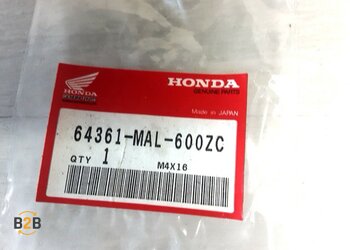 HONDA
HONDA
GENUINE PARTS
Made in JAPAN
64361-MAL-600ZC
QTY 1
M4X16
B2B